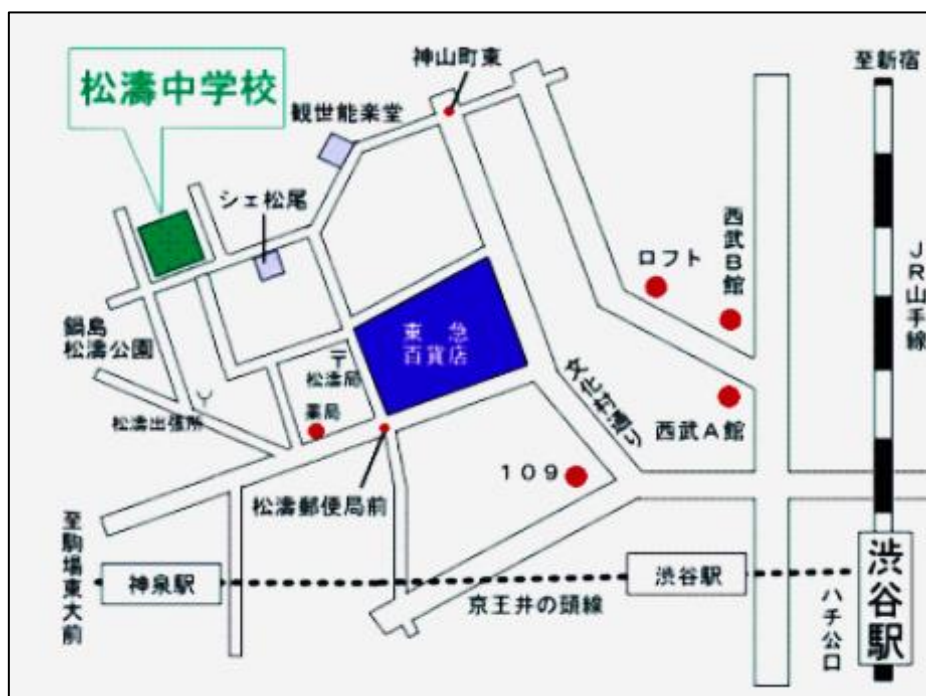 神山町東
至新宿
松濤中学校
観世能楽堂
シェ松尾
西武B館
ロフト
JR山手線
鍋島
松濤公園
東急
百貨店
〒
松濤局
薬局
文化村通り
松濤出張所
西武A館
109
松濤郵便局前
至駒場東大前
神泉駅
渋谷駅
渋谷駅
京王井の頭線
ハチ公口